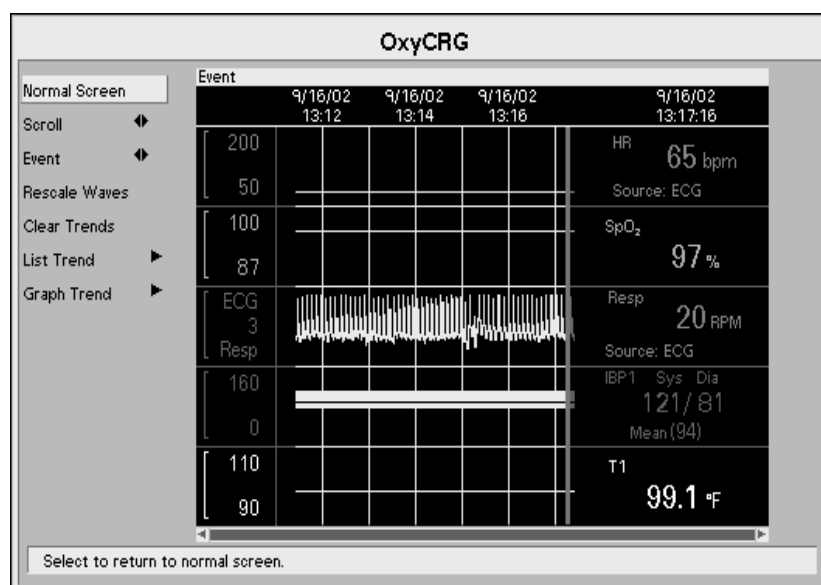 OxyCRG
Normal Screen
Scroll
Event
Rescale Waves
Clear Trends
List Trend
Graph Trend
Event
9/16/02 9/16/02 9/16/02 9/16/02
13:12 13:14 13:16 13:17:16
200
50
HR
65 bpm
Source: ECG
100
87
SpO₂
97 %
ECG
3
Resp
Resp
20 RPM
Source: ECG
160
0
IBP1 Sys Dia
121/ 81
Mean (94)
110
90
T1
99.1 °F
Select to return to normal screen.